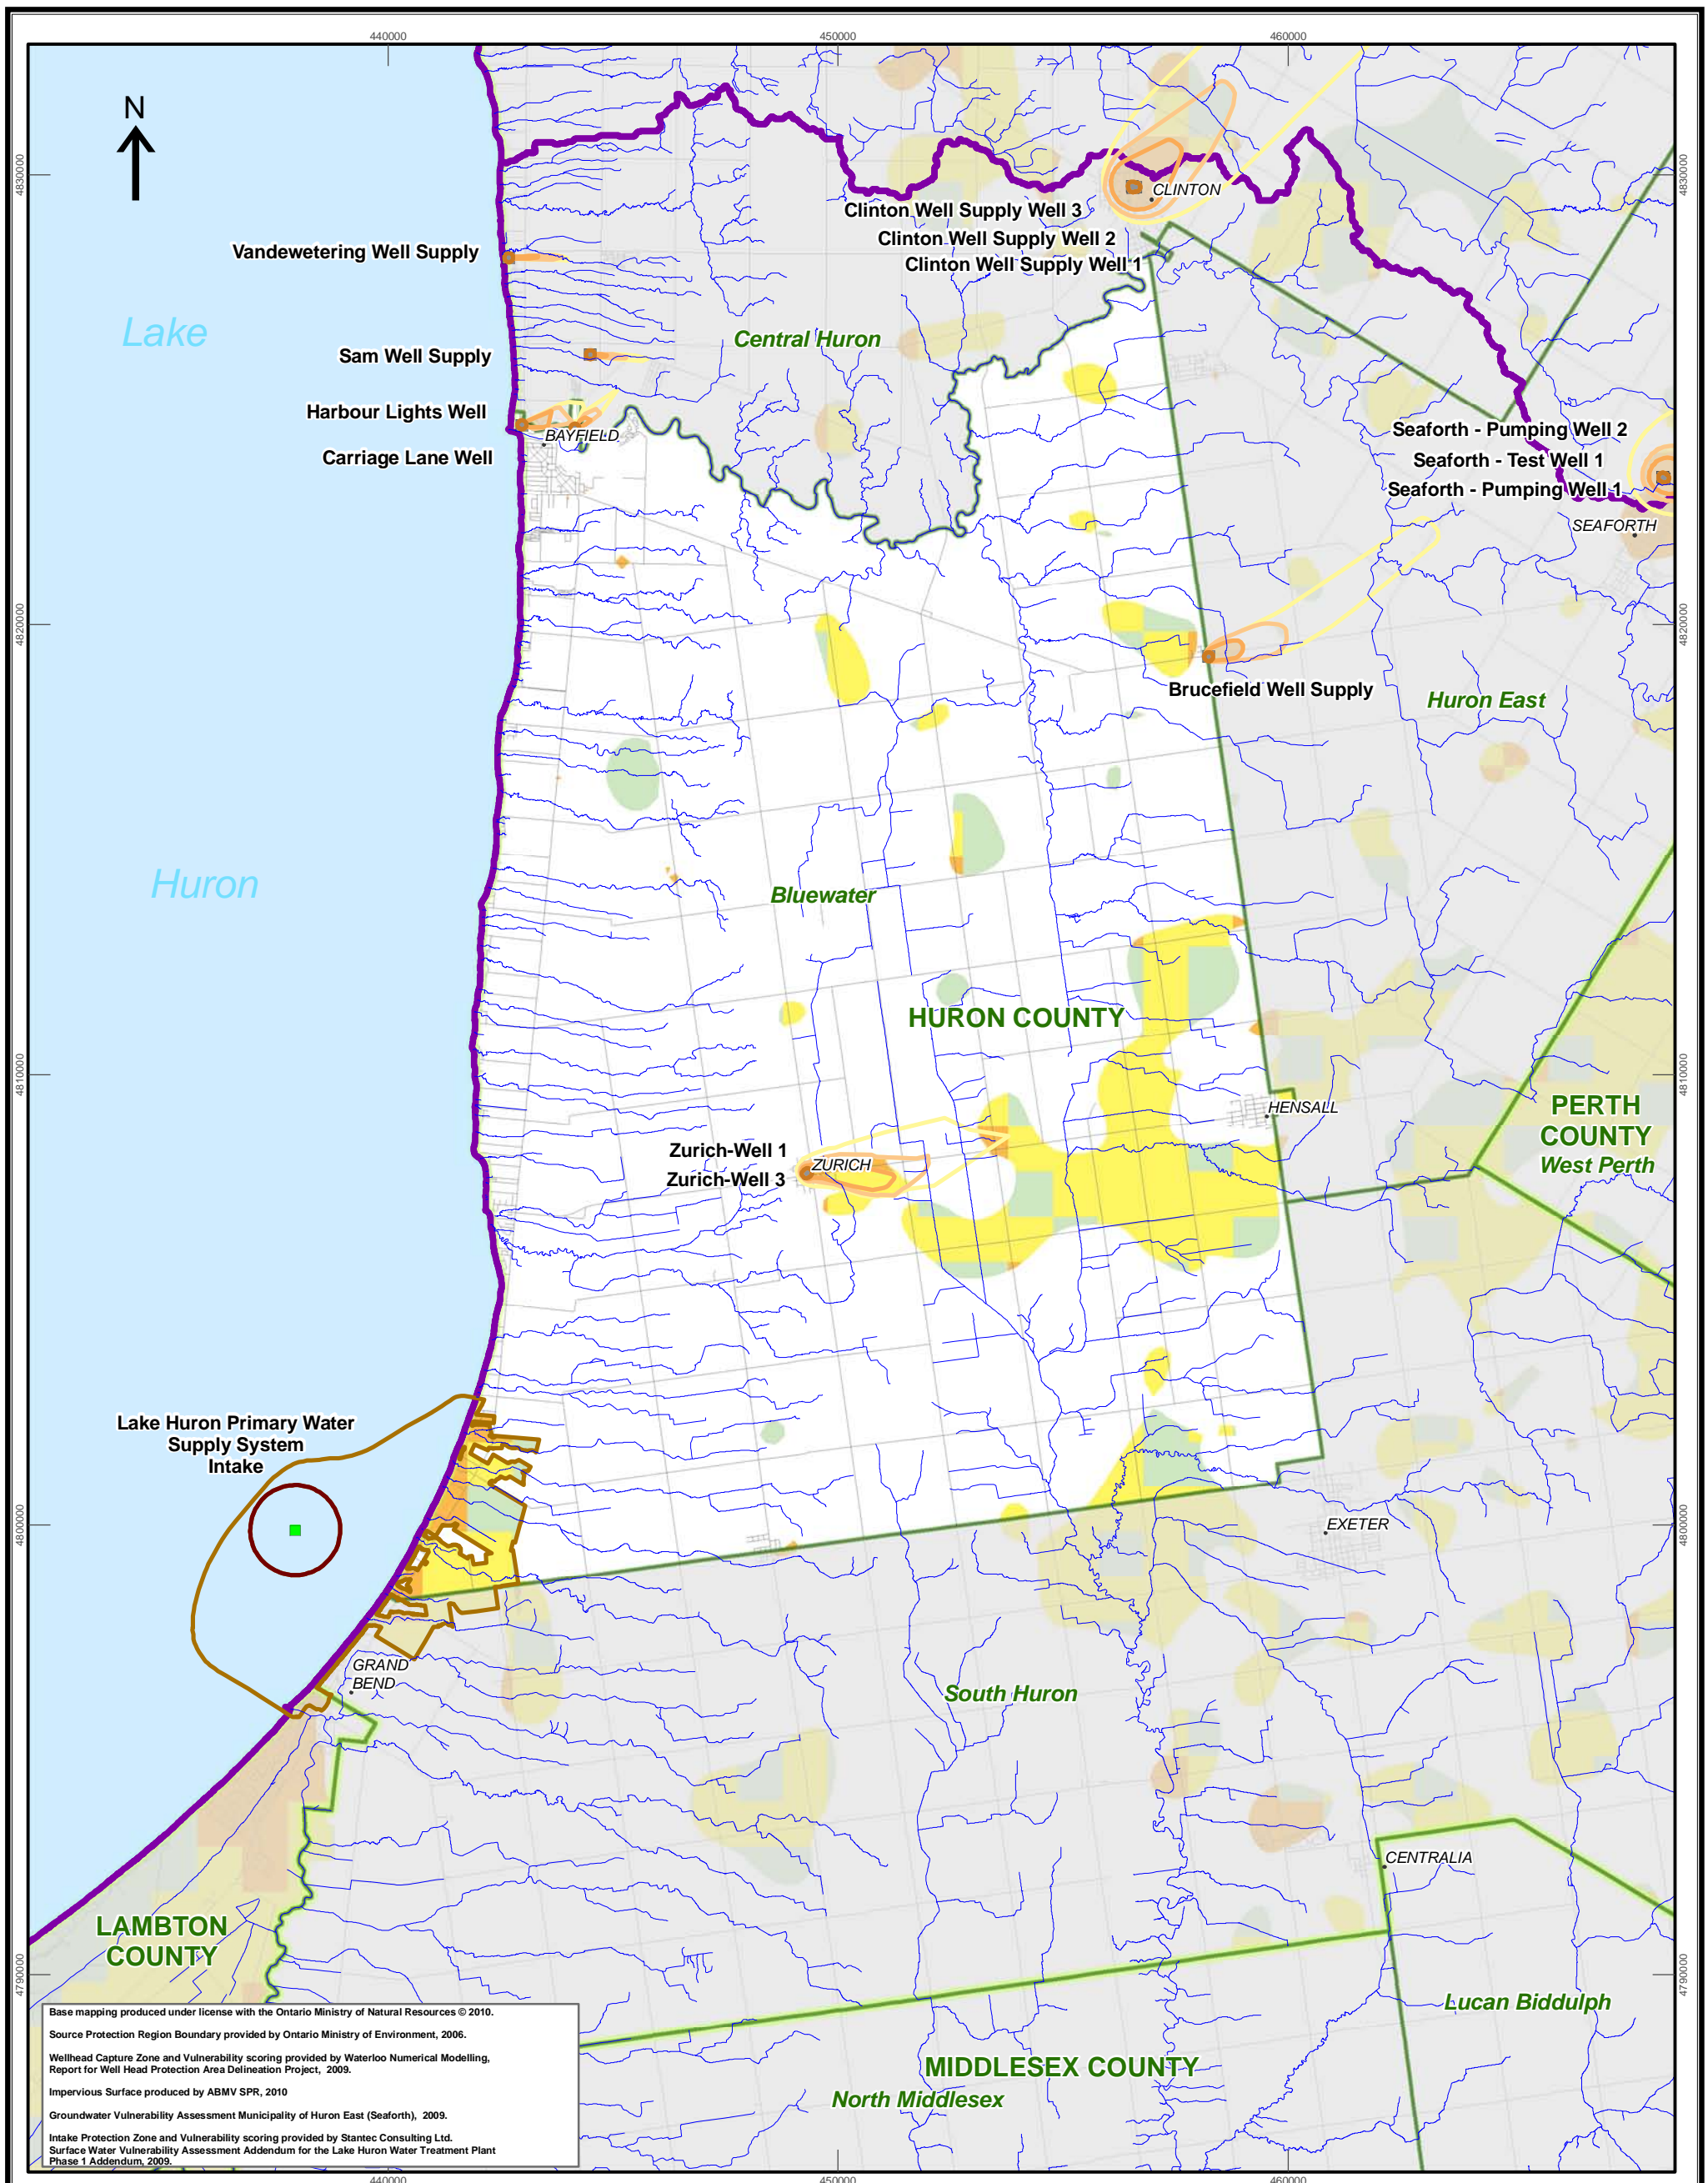 440000
450000
460000
N
4830000
4830000
CLINTON
Clinton Well Supply Well 3
Clinton Well Supply Well 2
Clinton Well Supply Well 1
Vandewetering Well Supply
Lake
Central Huron
Sam Well Supply
Harbour Lights Well
BAYFIELD
Carriage Lane Well
Seaforth - Pumping Well 2
Seaforth - Test Well 1
Seaforth - Pumping Well 1
SEAFORTH
4820000
4820000
Brucefield Well Supply
Huron East
Huron
Bluewater
HURON COUNTY
4810000
4810000
HENSALL
PERTH
COUNTY
West Perth
Zurich-Well 1
ZURICH
Zurich-Well 3
Lake Huron Primary Water
Supply System
Intake
4800000
4800000
EXETER
GRAND
BEND
South Huron
CENTRALIA
LAMBTON
COUNTY
4790000
4790000
Lucan Biddulph
MIDDLESEX COUNTY
North Middlesex
Base mapping produced under license with the Ontario Ministry of Natural Resources © 2010.
Source Protection Region Boundary provided by Ontario Ministry of Environment, 2006.
Wellhead Capture Zone and Vulnerability scoring provided by Waterloo Numerical Modelling,
Report for Well Head Protection Area Delineation Project, 2009.
Impervious Surface produced by ABMV SPR, 2010
Groundwater Vulnerability Assessment Municipality of Huron East (Seaforth), 2009.
Intake Protection Zone and Vulnerability scoring provided by Stantec Consulting Ltd.
Surface Water Vulnerability Assessment Addendum for the Lake Huron Water Treatment Plant
Phase 1 Addendum, 2009.
440000
450000
460000